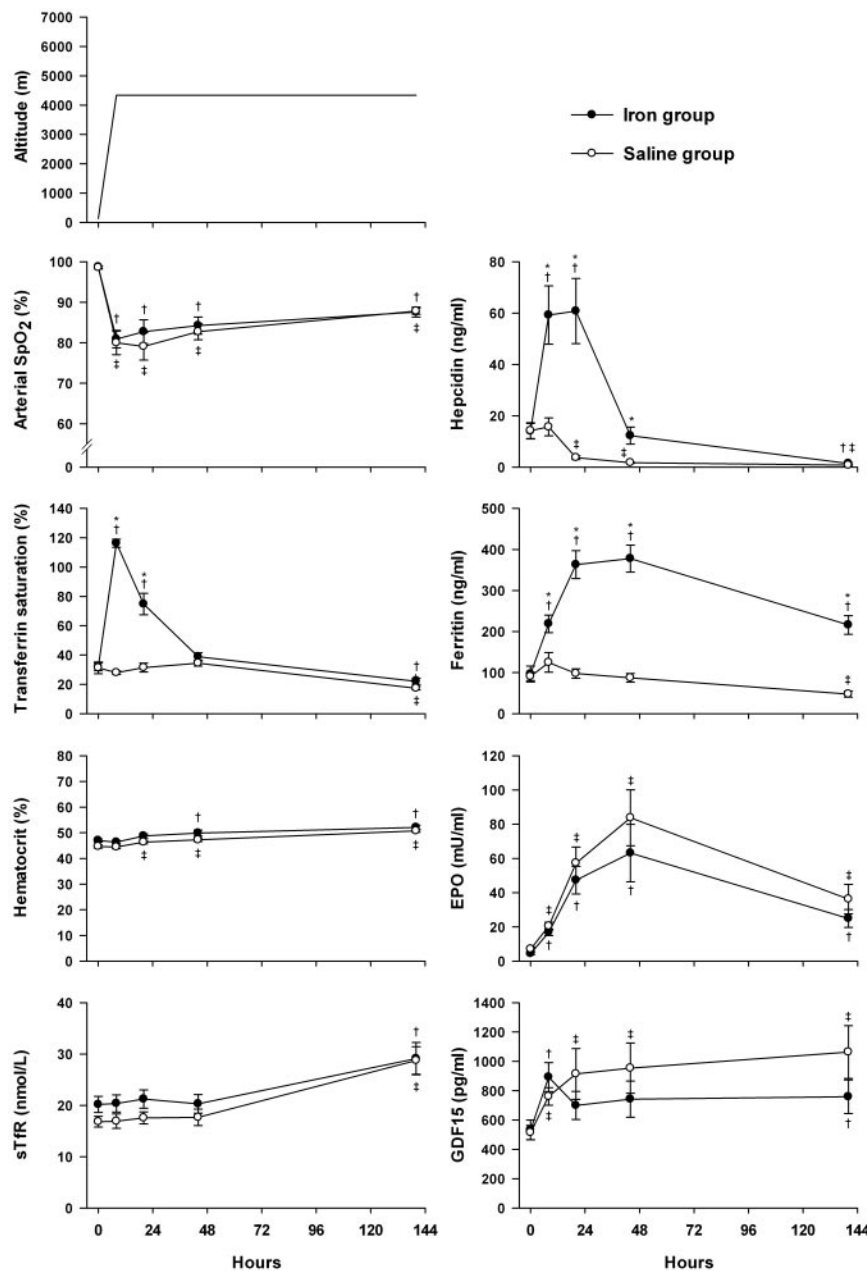 Altitude (m)
7000
6000
5000
4000
3000
2000
1000
0
Iron group
Saline group
Arterial SpO2 (%)
100
90
80
70
60
0
† † † †
‡ ‡ ‡ ‡
Hepcidin (ng/ml)
80
60
40
20
0
* * *
† †
‡ ‡ †‡
Transferrin saturation (%)
140
120
100
80
60
40
20
0
* *
† † †
‡
Ferritin (ng/ml)
500
400
300
200
100
0
* * * *
† † † †
‡
Hematocrit (%)
80
70
60
50
40
30
20
10
0
† †
‡ ‡ ‡
EPO (mU/ml)
120
100
80
60
40
20
0
‡ ‡ ‡ ‡
† † † †
sTfR (nmol/L)
40
30
20
10
0
†
‡
0 24 48 72 96 120 144
Hours
GDF15 (pg/ml)
1400
1200
1000
800
600
400
200
0
† ‡ ‡ ‡
‡ †
0 24 48 72 96 120 144
Hours